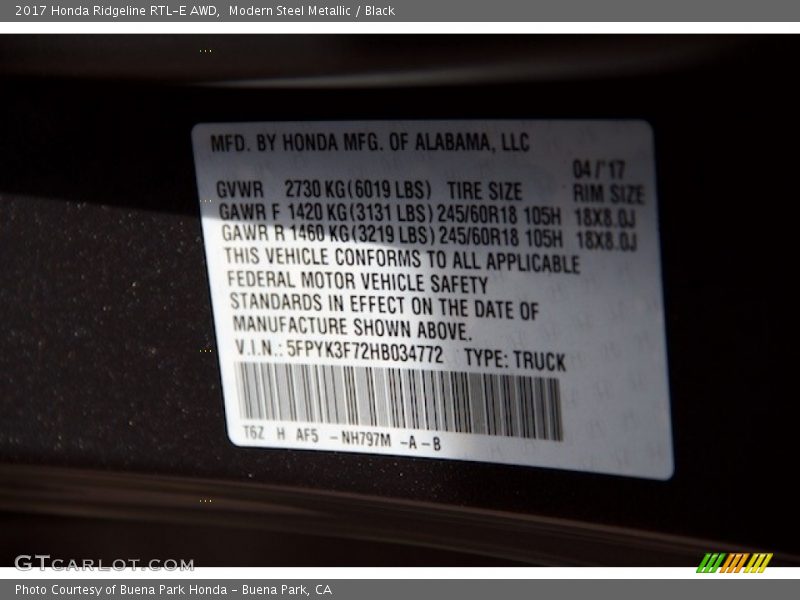 2017 Honda Ridgeline RTL-E AWD, Modern Steel Metallic / Black
MFD. BY HONDA MFG. OF ALABAMA, LLC
04/'17
GVWR 2730 KG(6019 LBS) TIRE SIZE RIM SIZE
GAWR F 1420 KG(3131 LBS) 245/60R18 105H 18X8.0J
GAWR R 1460 KG(3219 LBS) 245/60R18 105H 18X8.0J
THIS VEHICLE CONFORMS TO ALL APPLICABLE
FEDERAL MOTOR VEHICLE SAFETY
STANDARDS IN EFFECT ON THE DATE OF
MANUFACTURE SHOWN ABOVE.
V.I.N.: 5FPYK3F72HB034772 TYPE: TRUCK
T6Z H AF5 -NH797M -A-B
GTCARLOT.COM
Photo Courtesy of Buena Park Honda - Buena Park, CA